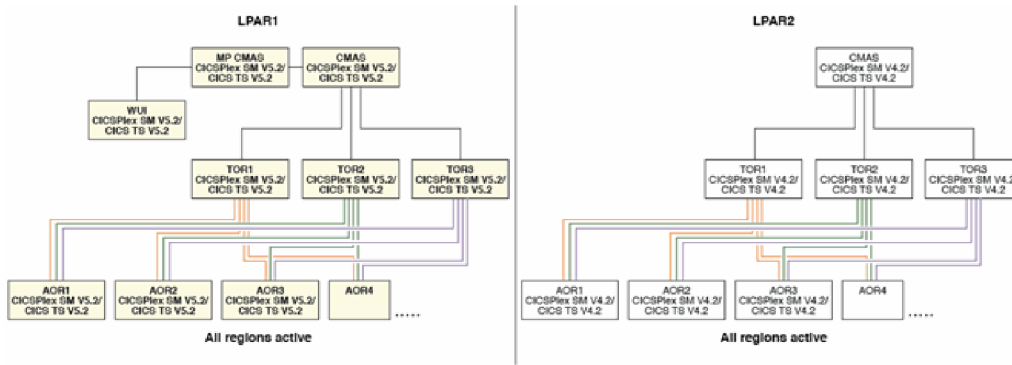 LPAR1
MP CMAS
CICSPlex SM V5.2/
CICS TS V5.2
CMAS
CICSPlex SM V5.2/
CICS TS V5.2
WUI
CICSPlex SM V5.2/
CICS TS V5.2
TOR1
CICSPlex SM V5.2/
CICS TS V5.2
TOR2
CICSPlex SM V5.2/
CICS TS V5.2
TOR3
CICSPlex SM V5.2/
CICS TS V5.2
AOR1
CICSPlex SM V5.2/
CICS TS V5.2
AOR2
CICSPlex SM V5.2/
CICS TS V5.2
AOR3
CICSPlex SM V5.2/
CICS TS V5.2
AOR4
.....
All regions active
LPAR2
CMAS
CICSPlex SM V4.2/
CICS TS V4.2
TOR1
CICSPlex SM V4.2/
CICS TS V4.2
TOR2
CICSPlex SM V4.2/
CICS TS V4.2
TOR3
CICSPlex SM V4.2/
CICS TS V4.2
AOR1
CICSPlex SM V4.2/
CICS TS V4.2
AOR2
CICSPlex SM V4.2/
CICS TS V4.2
AOR3
CICSPlex SM V4.2/
CICS TS V4.2
AOR4
.....
All regions active